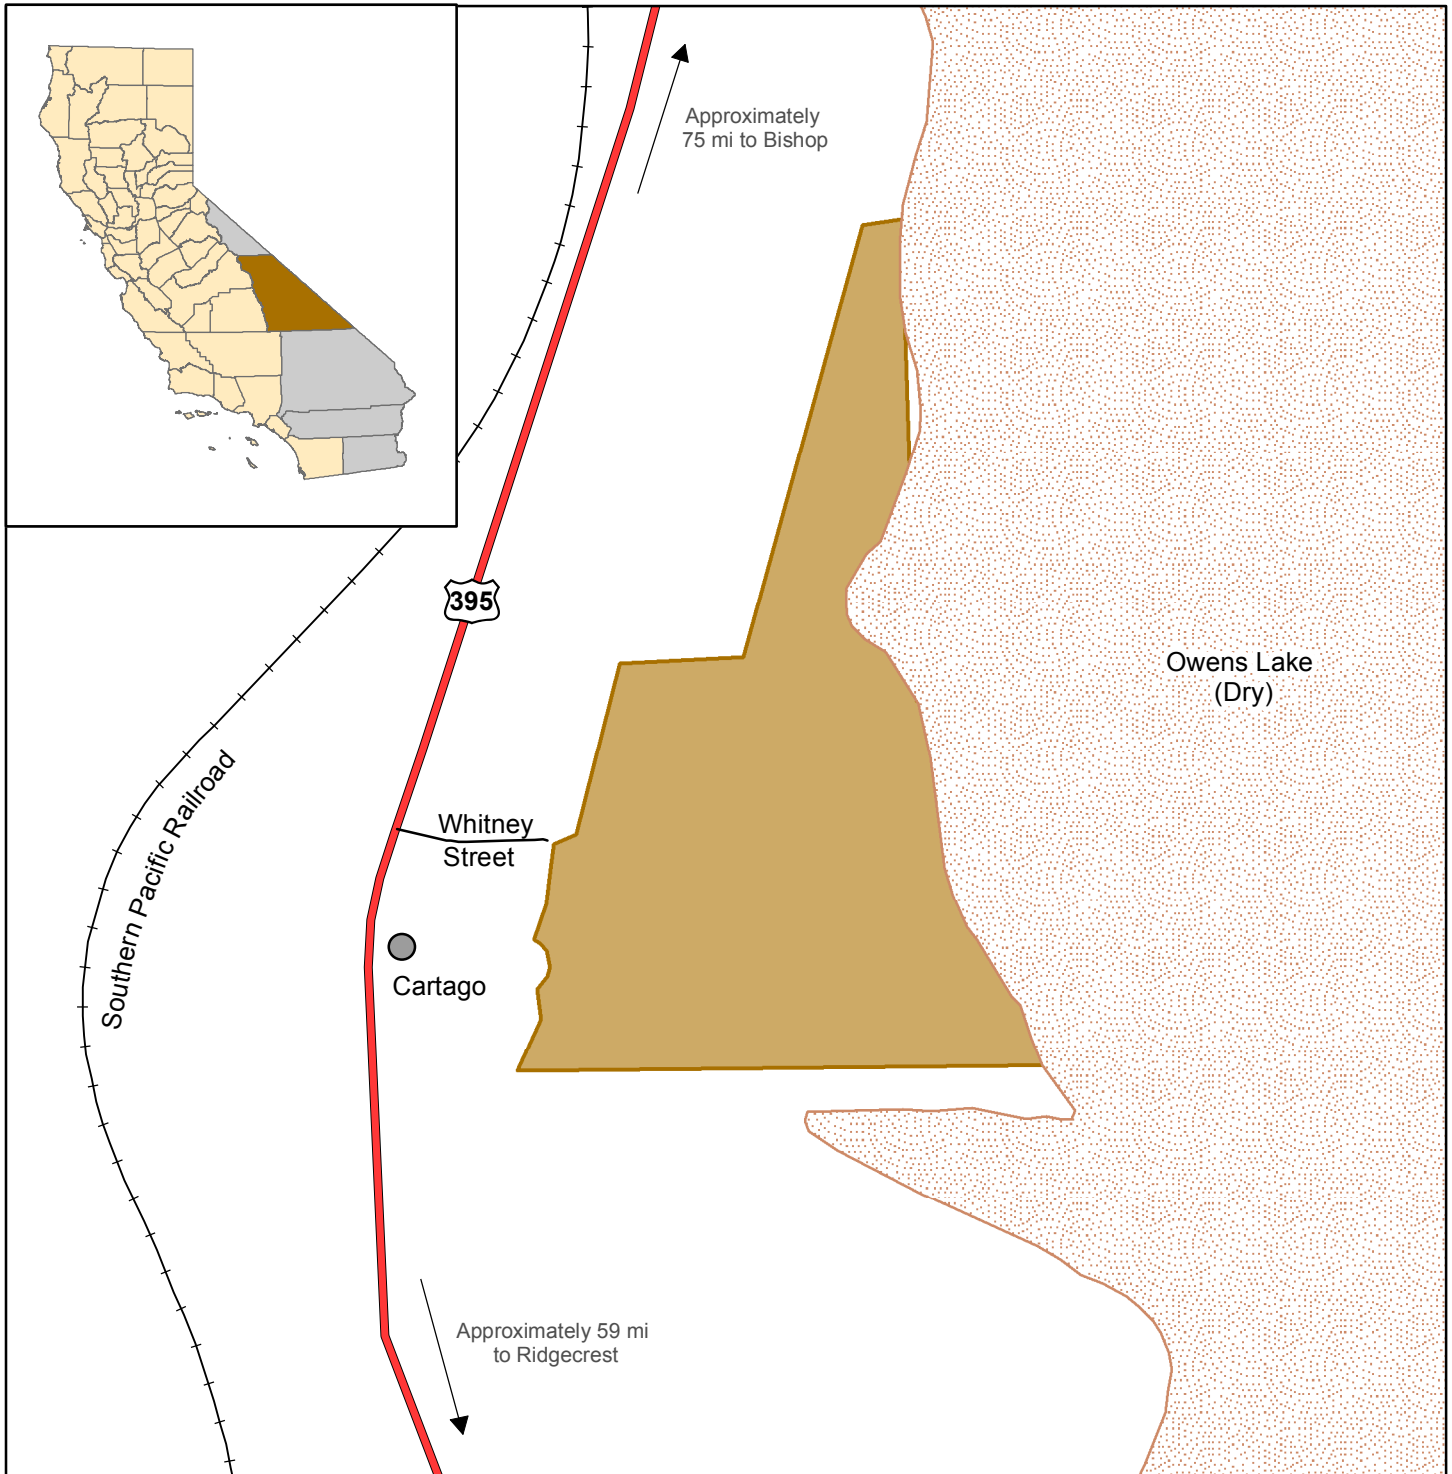 Approximately
75 mi to Bishop
395
Owens Lake
(Dry)
Southern Pacific Railroad
Whitney
Street
Cartago
Approximately 59 mi
to Ridgecrest